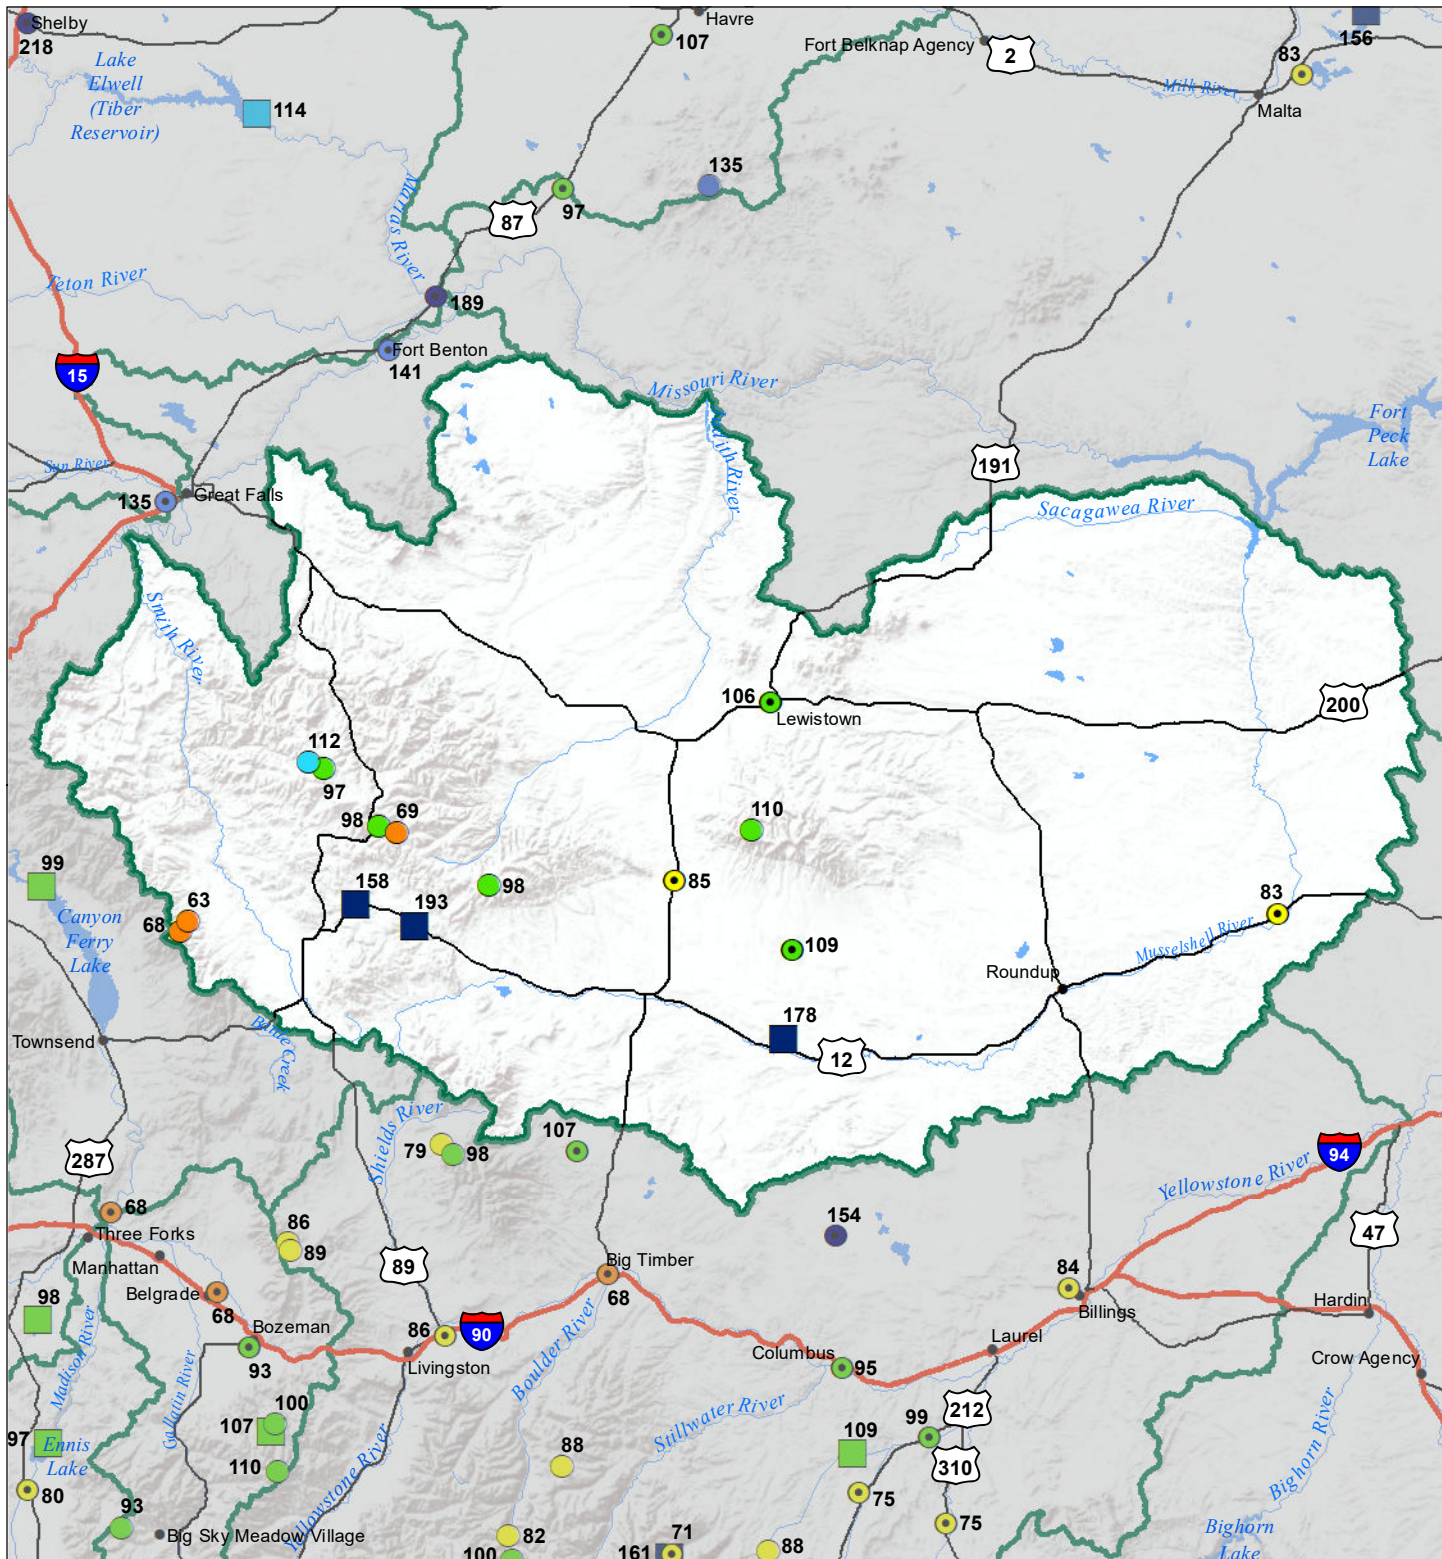 Shelby
218
Havre
107
Fort Belknap Agency
2
156
83
Malta
Milk River
Lake
Elwell
(Tiber
Reservoir)
114
135
97
87
Marias River
Teton River
189
Fort Benton
141
15
Missouri River
Judith River
Fort
Peck
Lake
191
Sun River
135
Great Falls
Sacagawea River
Smith River
106
Lewistown
200
112
97
98
69
110
99
158
193
98
85
83
63
68
Canyon
Ferry
Lake
109
Musselshell River
Roundup
178
12
Townsend
Battle Creek
287
Shields River
79
98
107
94
Yellowstone River
68
Three Forks
86
89
154
47
Manhattan
89
Big Timber
68
84
Billings
Belgrade
68
98
Bozeman
93
86
90
Livingston
Hardin
Laurel
Columbus
95
Crow Agency
Madison River
Gallatin River
Boulder River
Stillwater River
100
107
110
97
Ennis
Lake
99
212
109
310
88
80
75
75
93
Big Sky Meadow Village
Yellowstone River
82
100
71
161
88
Bighorn River
Bighorn
Lake